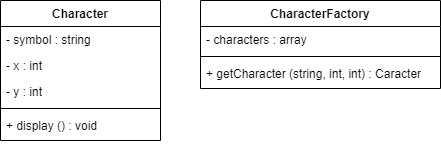 Character
- symbol : string
- x : int
- y : int
+ display () : void
CharacterFactory
- characters : array
+ getCharacter (string, int, int) : Caracter